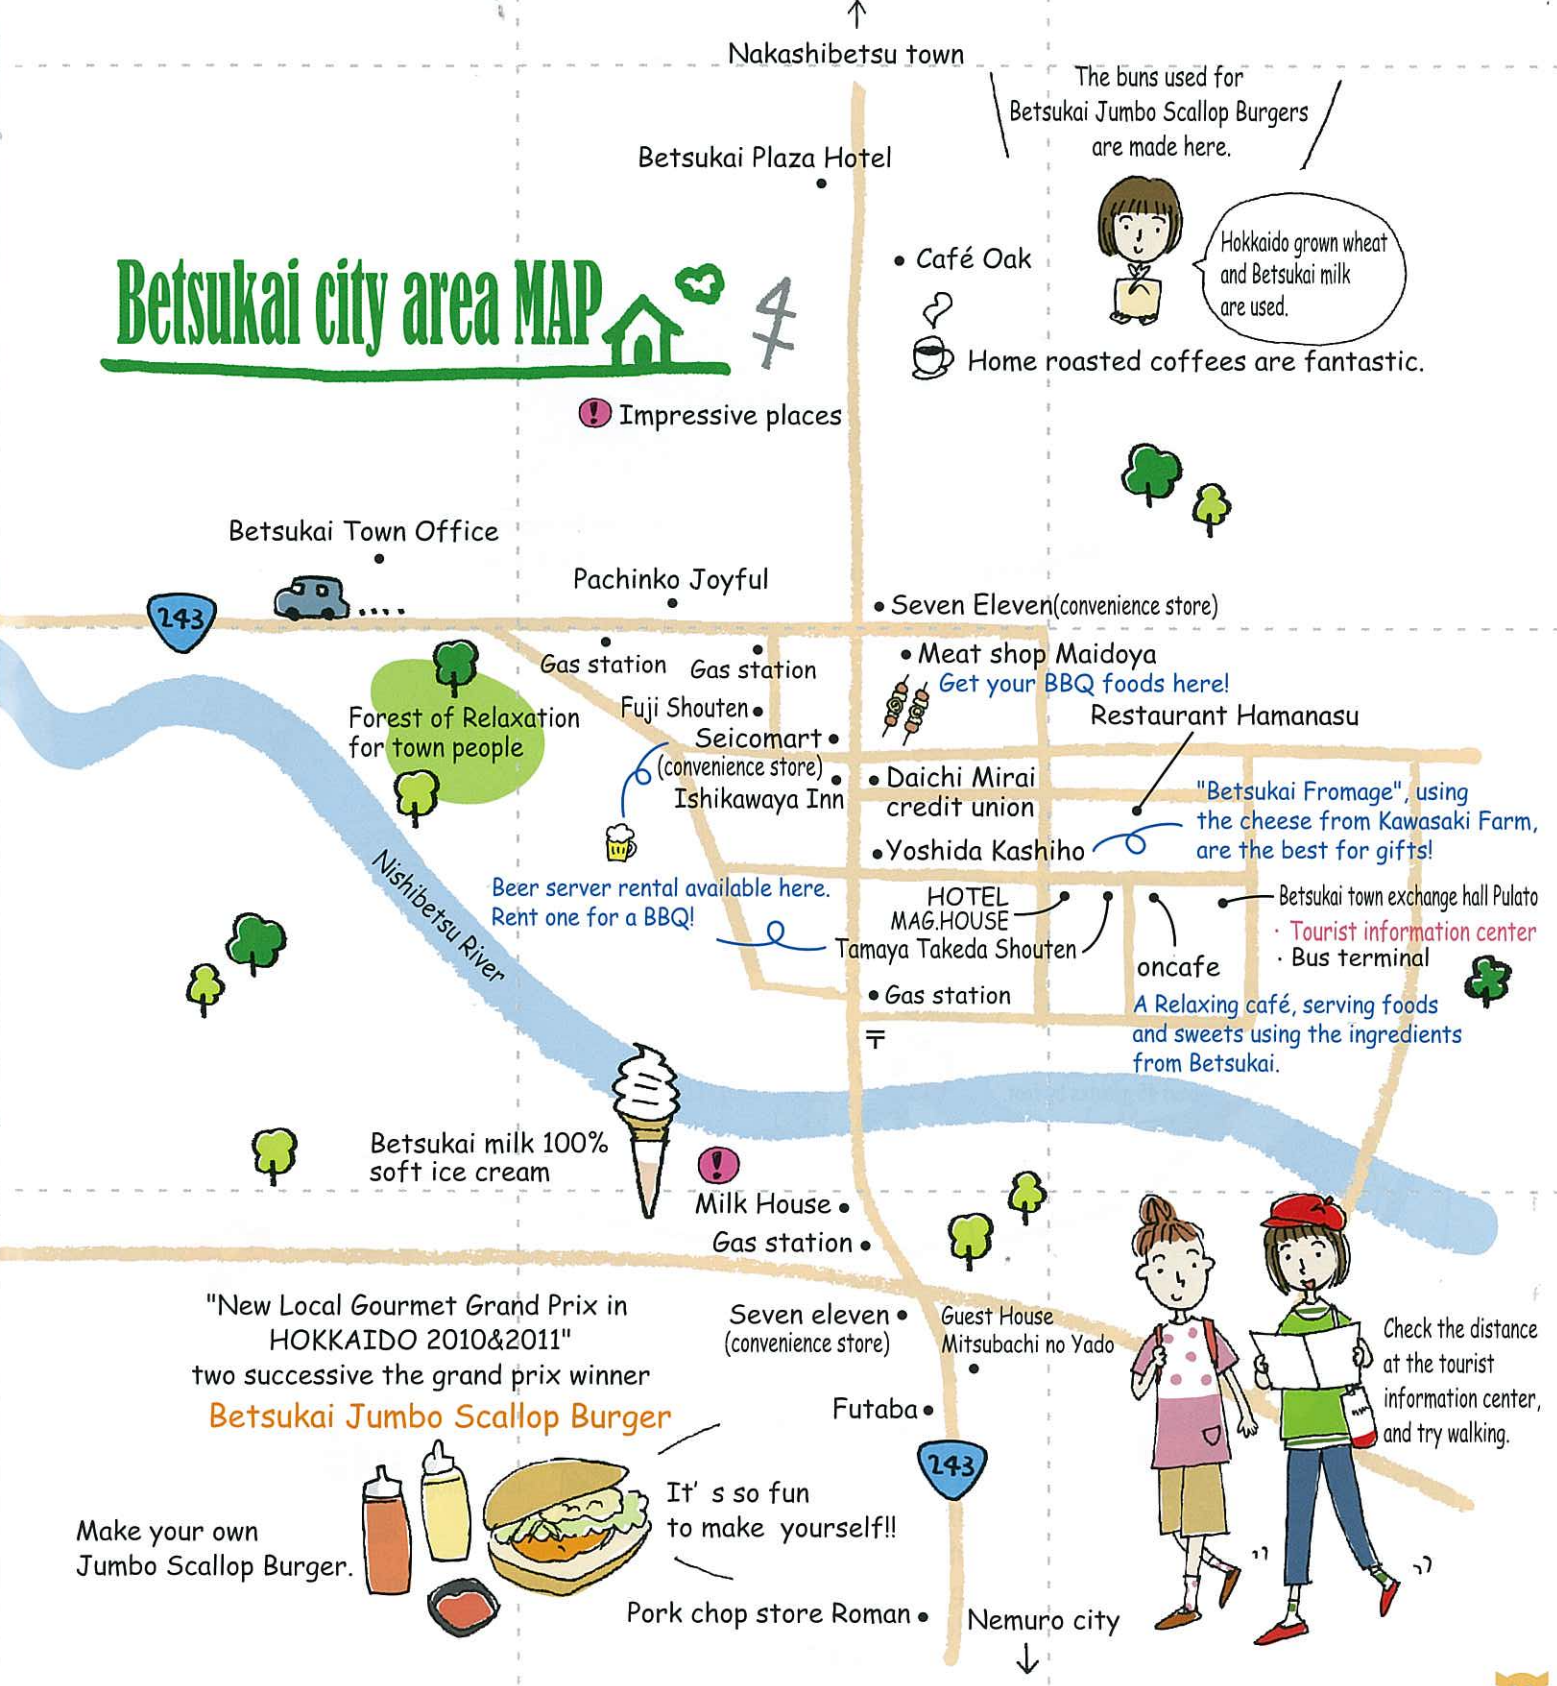 Nakashibetsu town
The buns used for
Betsukai Jumbo Scallop Burgers
are made here.
Betsukai Plaza Hotel
Hokkaido grown wheat
and Betsukai milk
are used.
Café Oak
Betsukai city area MAP
4
Home roasted coffees are fantastic.
! Impressive places
Betsukai Town Office
Pachinko Joyful
243
Seven Eleven(convenience store)
Gas station
Gas station
Meat shop Maidoya
Get your BBQ foods here!
Forest of Relaxation
for town people
Fuji Shouten
Restaurant Hamanasu
Seicomart
(convenience store)
Ishikawaya Inn
Daichi Mirai
credit union
"Betsukai Fromage", using
the cheese from Kawasaki Farm,
are the best for gifts!
Yoshida Kashiho
Nishibetsu River
Beer server rental available here.
Rent one for a BBQ!
HOTEL
MAG.HOUSE
Tamaya Takeda Shouten
Betsukai town exchange hall Pulato
· Tourist information center
· Bus terminal
oncafe
A Relaxing café, serving foods
and sweets using the ingredients
from Betsukai.
Gas station
〒
Betsukai milk 100%
soft ice cream
!
Milk House
Gas station
"New Local Gourmet Grand Prix in
HOKKAIDO 2010&2011"
two successive the grand prix winner
Betsukai Jumbo Scallop Burger
Seven eleven
(convenience store)
Guest House
Mitsubachi no Yado
Check the distance
at the tourist
information center,
and try walking.
Futaba
243
It' s so fun
to make yourself!!
Make your own
Jumbo Scallop Burger.
Pork chop store Roman
Nemuro city